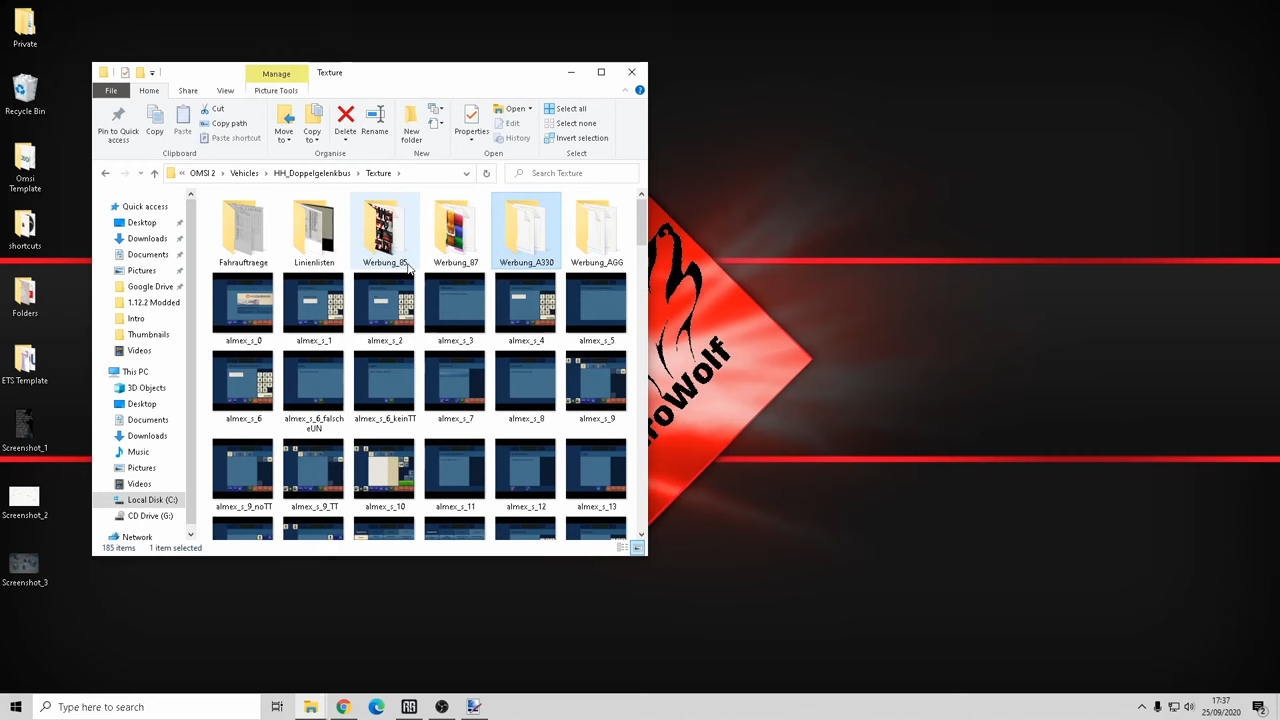 Private
Recycle Bin
Omsi
Template
shortcuts
Folders
ETS Template
Screenshot_1
Screenshot_2
Screenshot_3
Manage
Texture
File
Home
Share
View
Picture Tools
Pin to Quick
access
Copy
Paste
Cut
Copy path
Paste shortcut
Clipboard
Move
to
Copy
to
Delete
Rename
Organise
New
folder
New
Properties
Open
Edit
History
Open
Select all
Select none
Invert selection
Select
« OMSI 2 › Vehicles › HH_Doppelgelenkbus › Texture ›
Search Texture
Quick access
Desktop
Downloads
Documents
Pictures
Google Drive
1.12.2 Modded
Intro
Thumbnails
Videos
This PC
3D Objects
Desktop
Documents
Downloads
Music
Pictures
Videos
Local Disk (C:)
CD Drive (G:)
Network
Fahrauftraege
Linienlisten
Werbung_85
Werbung_87
Werbung_A330
Werbung_AGG
almex_s_0
almex_s_1
almex_s_2
almex_s_3
almex_s_4
almex_s_5
almex_s_6
almex_s_6_falsch
eUN
almex_s_6_keinTT
almex_s_7
almex_s_8
almex_s_9
almex_s_9_noTT
almex_s_9_TT
almex_s_10
almex_s_11
almex_s_12
almex_s_13
185 items
1 item selected
roWolf
Type here to search
17:37
25/09/2020
2